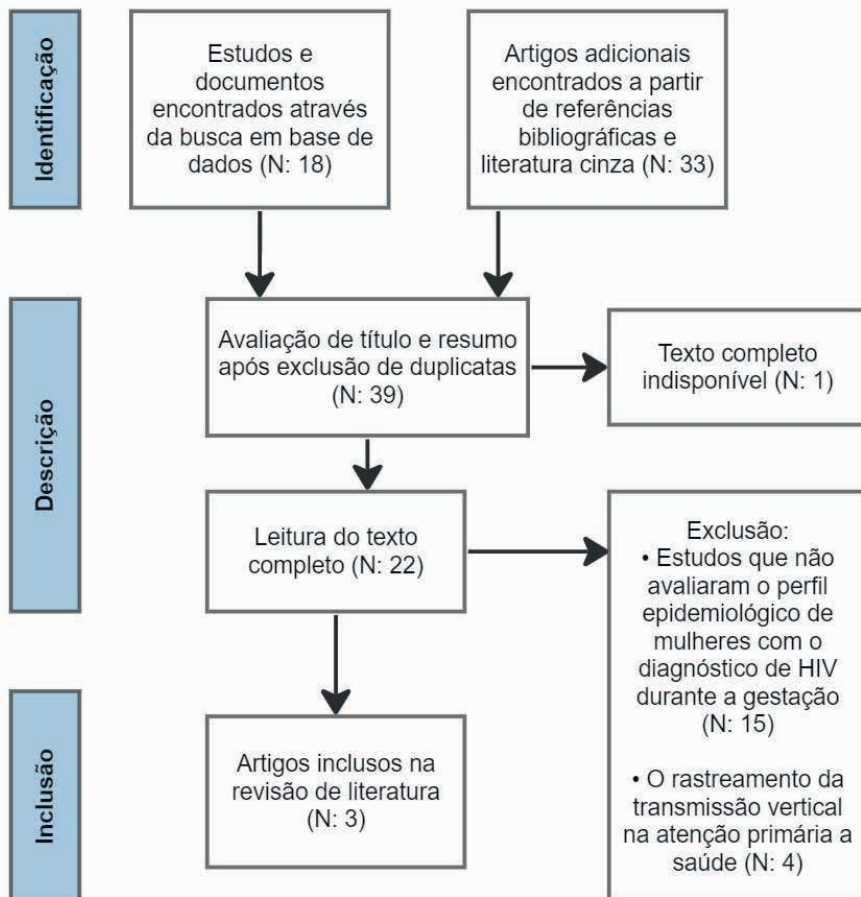 Identificação
Estudos e
documentos
encontrados através
da busca em base de
dados (N: 18)
Artigos adicionais
encontrados a partir
de referências
bibliográficas e
literatura cinza (N: 33)
Descrição
Avaliação de título e resumo
após exclusão de duplicatas
(N: 39)
Texto completo
indisponível (N: 1)
Leitura do texto
completo (N: 22)
Exclusão:
• Estudos que não
avaliaram o perfil
epidemiológico de
mulheres com o
diagnóstico de HIV
durante a gestação
(N: 15)
• O rastreamento da
transmissão vertical
na atenção primária a
saúde (N: 4)
Inclusão
Artigos inclusos na
revisão de literatura
(N: 3)